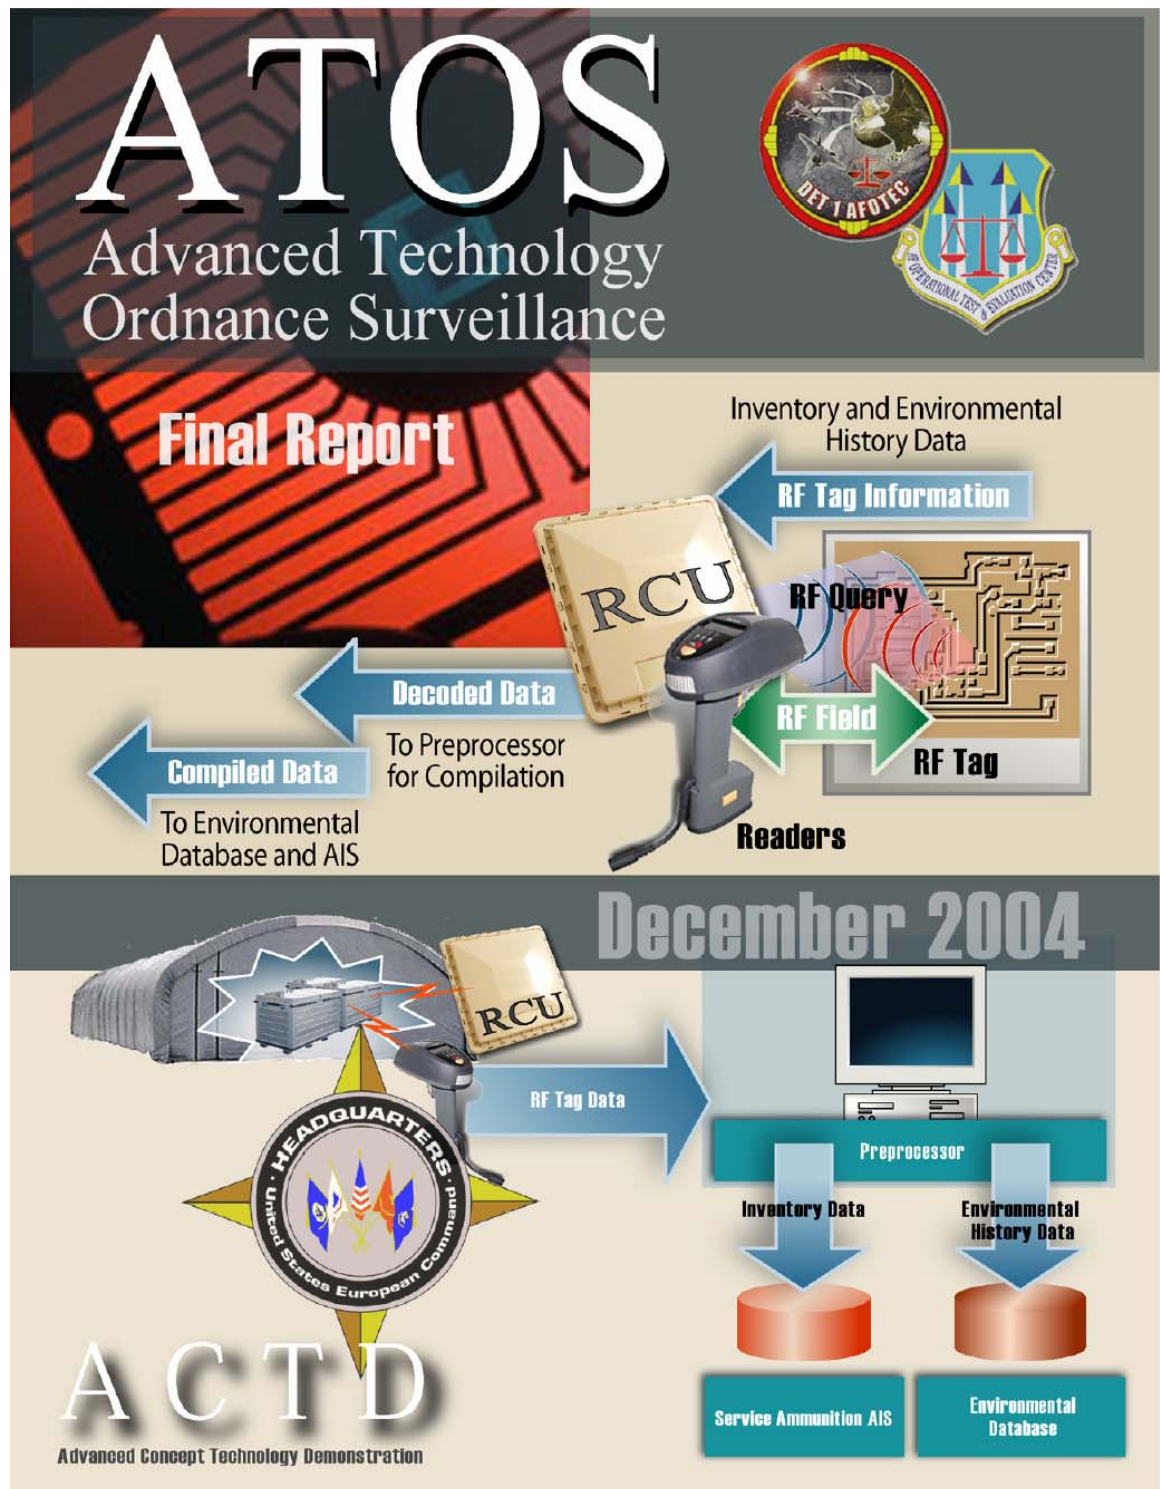 ATOS
Advanced Technology
Ordnance Surveillance
DET 1 AFOTEC
AF OPERATIONAL TEST & EVALUATION CENTER
Final Report
Inventory and Environmental
History Data
RF Tag Information
RCU
RF Query
Decoded Data
RF Field
To Preprocessor
for Compilation
RF Tag
Compiled Data
To Environmental
Database and AIS
Readers
December 2004
RCU
RF Tag Data
Preprocessor
HEADQUARTERS
United States European Command
Inventory Data
Environmental
History Data
ACTD
Advanced Concept Technology Demonstration
Service Ammunition AIS
Environmental
Database